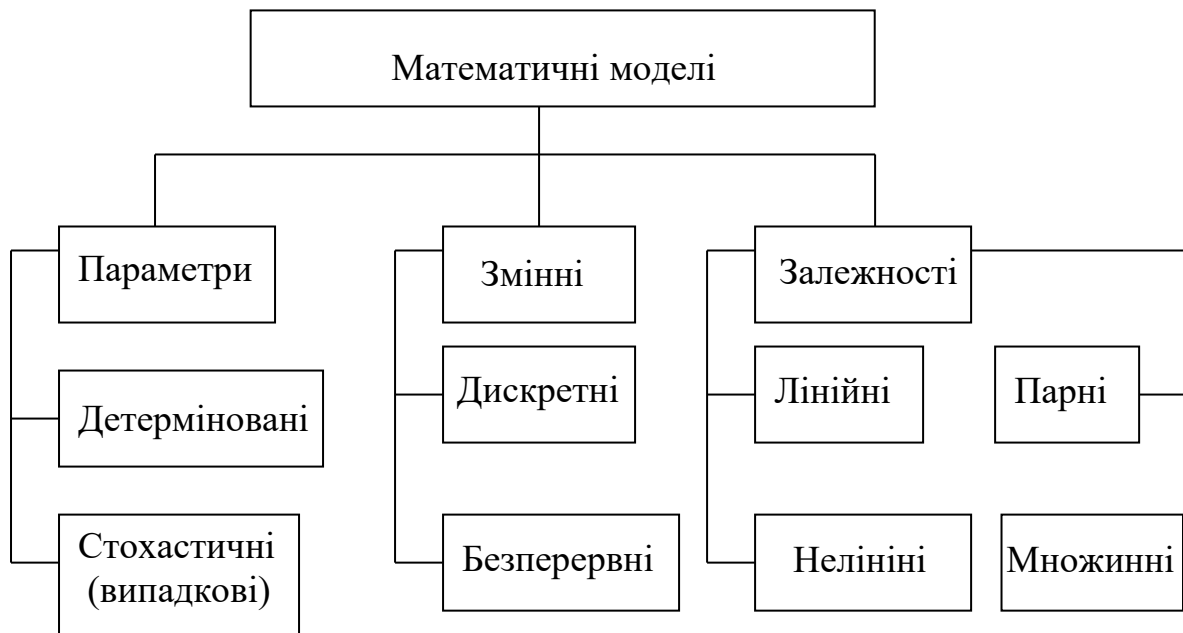 Математичні моделі
Параметри
Змінні
Залежності
Детерміновані
Дискретні
Лінійні
Парні
Стохастичні
(випадкові)
Безперервні
Нелініні
Множинні